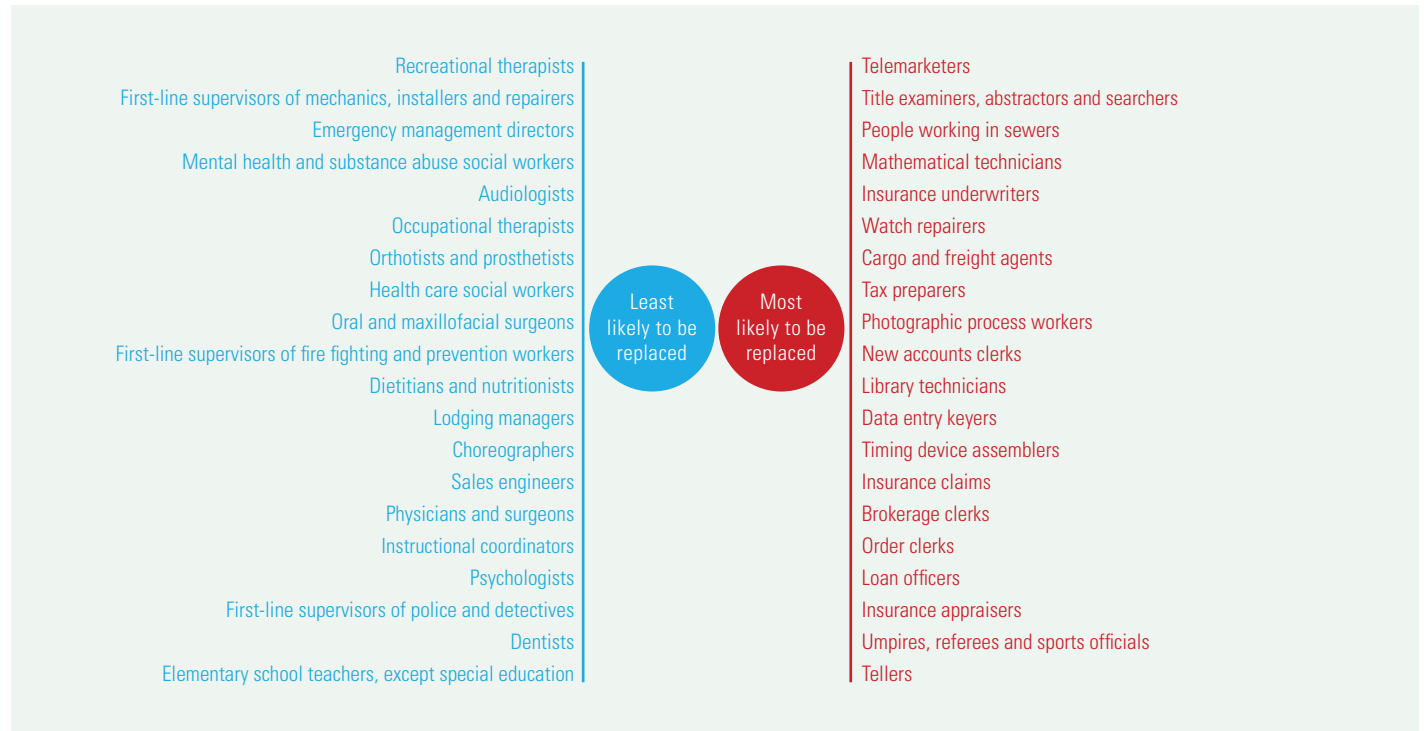 Recreational therapists
First-line supervisors of mechanics, installers and repairers
Emergency management directors
Mental health and substance abuse social workers
Audiologists
Occupational therapists
Orthotists and prosthetists
Health care social workers
Oral and maxillofacial surgeons
First-line supervisors of fire fighting and prevention workers
Dietitians and nutritionists
Lodging managers
Choreographers
Sales engineers
Physicians and surgeons
Instructional coordinators
Psychologists
First-line supervisors of police and detectives
Dentists
Elementary school teachers, except special education
Least
likely to be
replaced
Most
likely to be
replaced
Telemarketers
Title examiners, abstractors and searchers
People working in sewers
Mathematical technicians
Insurance underwriters
Watch repairers
Cargo and freight agents
Tax preparers
Photographic process workers
New accounts clerks
Library technicians
Data entry keyers
Timing device assemblers
Insurance claims
Brokerage clerks
Order clerks
Loan officers
Insurance appraisers
Umpires, referees and sports officials
Tellers